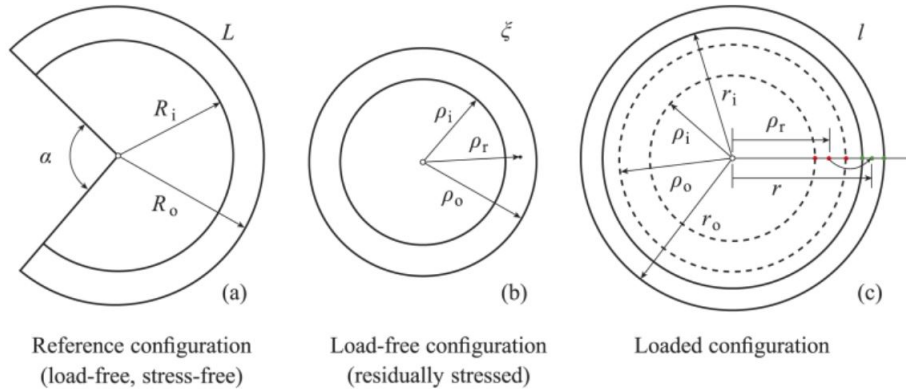 L
R_i
α
R_o
(a)
Reference configuration
(load-free, stress-free)
ξ
ρ_i
ρ_r
ρ_o
(b)
Load-free configuration
(residually stressed)
l
r_i
ρ_r
ρ_i
r
ρ_o
r_o
(c)
Loaded configuration